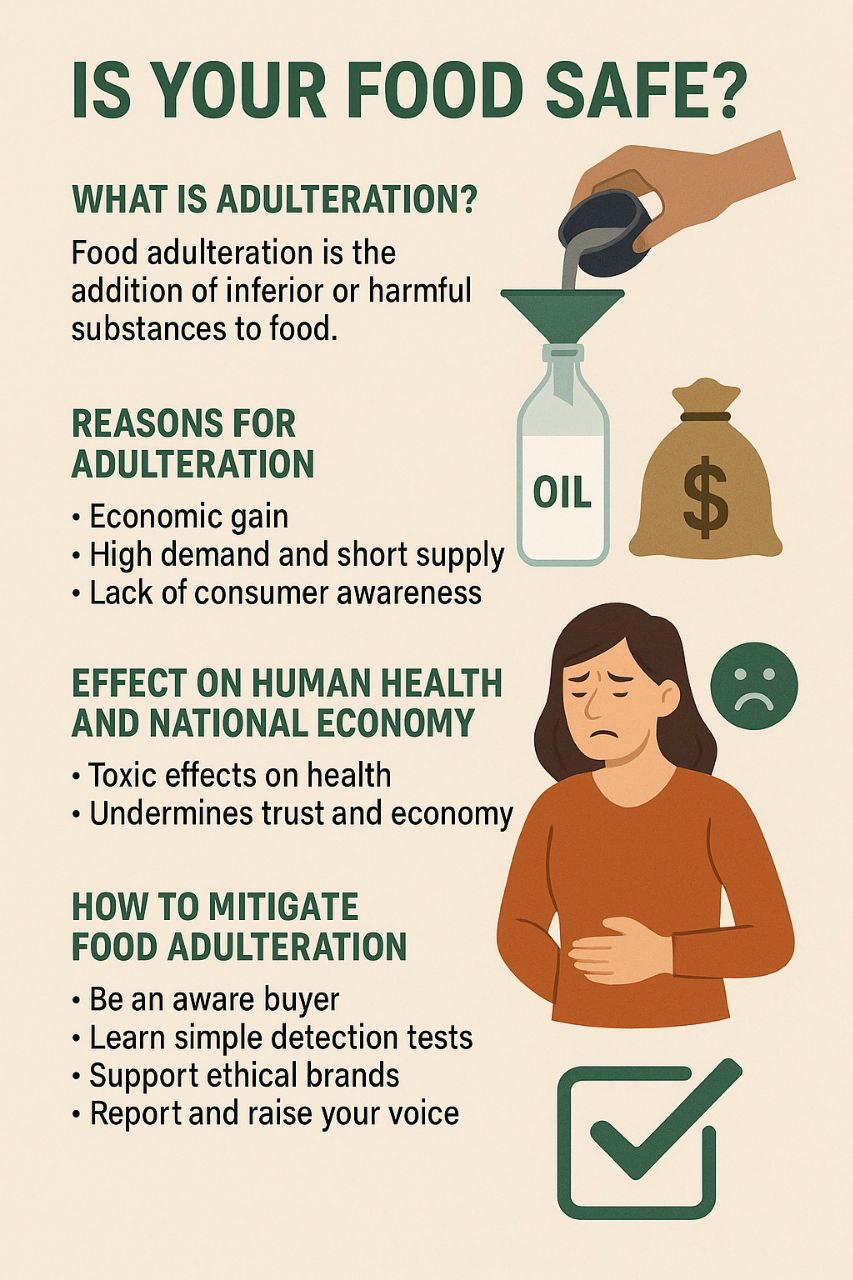 IS YOUR FOOD SAFE?
WHAT IS ADULTERATION?
Food adulteration is the
addition of inferior or harmful
substances to food.
OIL
$
REASONS FOR
ADULTERATION
• Economic gain
• High demand and short supply
• Lack of consumer awareness
EFFECT ON HUMAN HEALTH
AND NATIONAL ECONOMY
• Toxic effects on health
• Undermines trust and economy
HOW TO MITIGATE
FOOD ADULTERATION
• Be an aware buyer
• Learn simple detection tests
• Support ethical brands
• Report and raise your voice